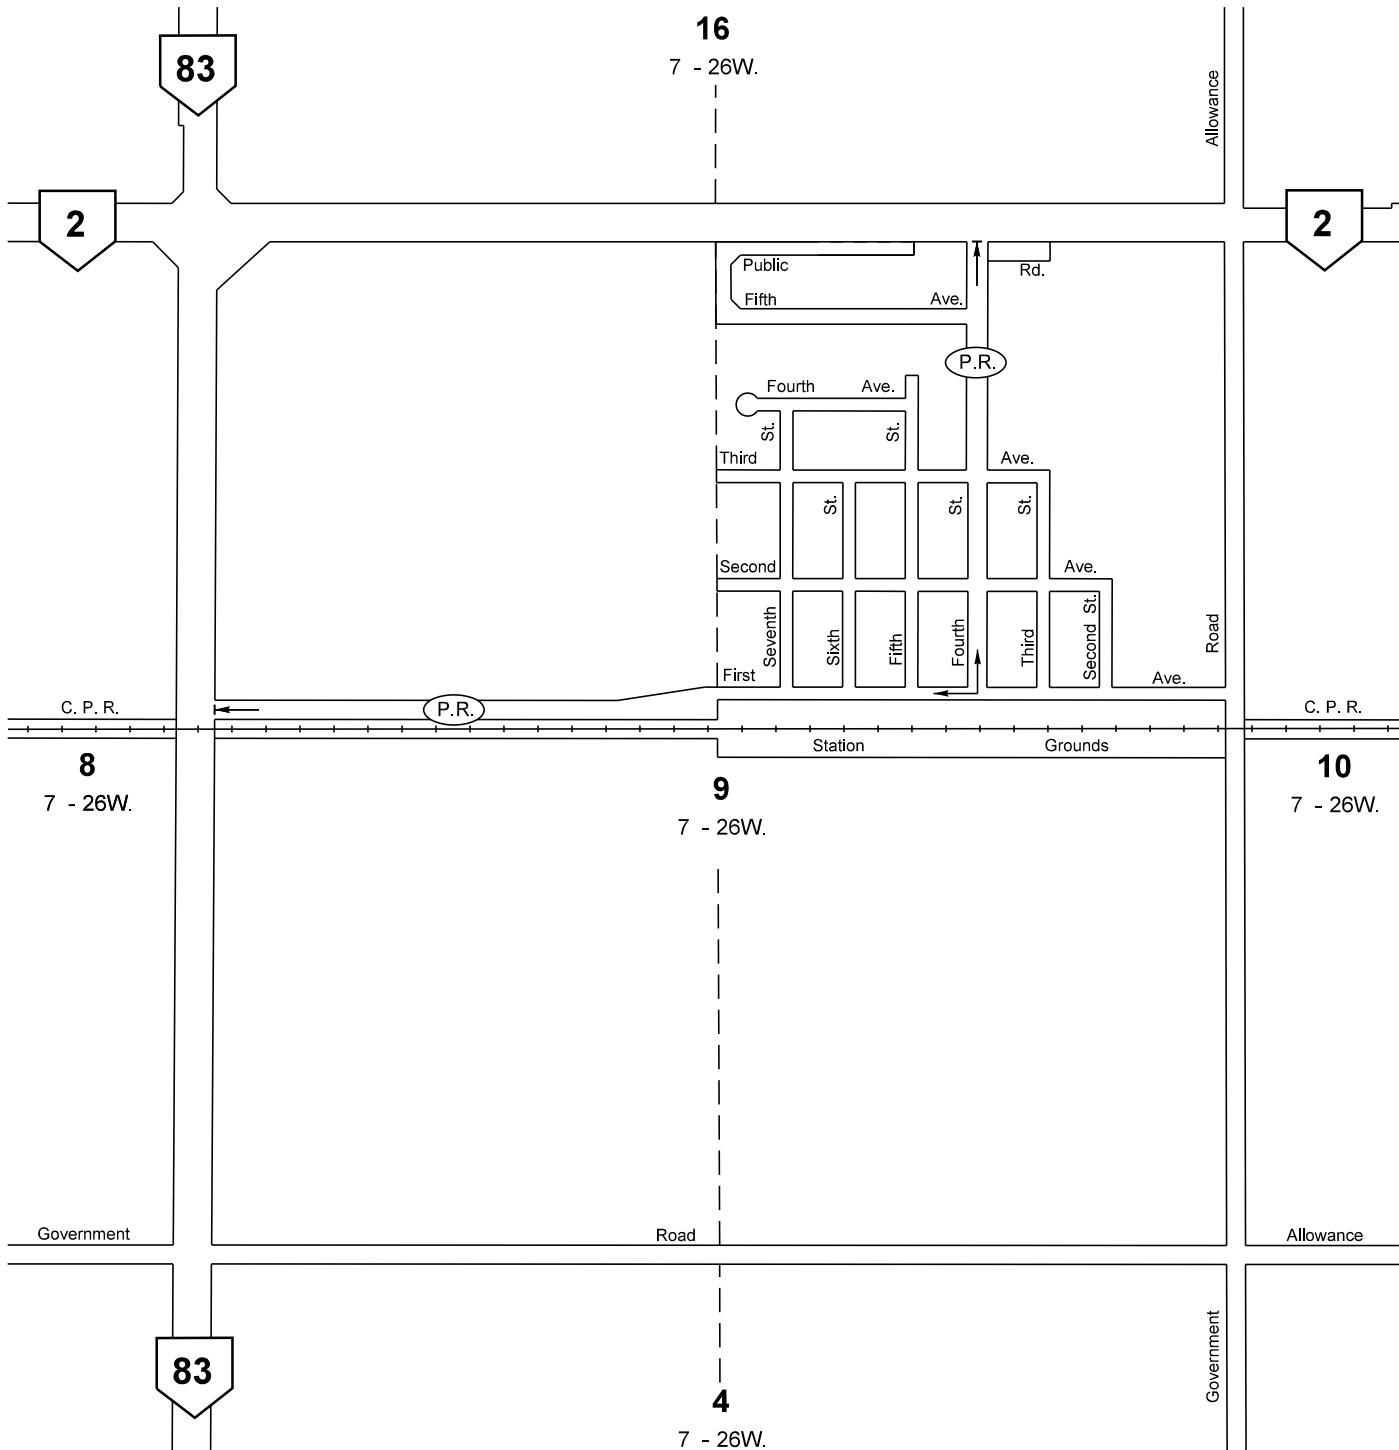 16
7 - 26W.
83
Allowance
2
2
Public
Rd.
Fifth Ave.
P.R.
Fourth Ave.
St.
St.
Third Ave.
St.
St.
St.
Second Ave.
Seventh
Sixth
Fifth
Fourth
Third
Second St.
Road
First Ave.
C. P. R.
P.R.
C. P. R.
Station Grounds
8
7 - 26W.
9
7 - 26W.
10
7 - 26W.
Government Road Allowance
Government
83
4
7 - 26W.